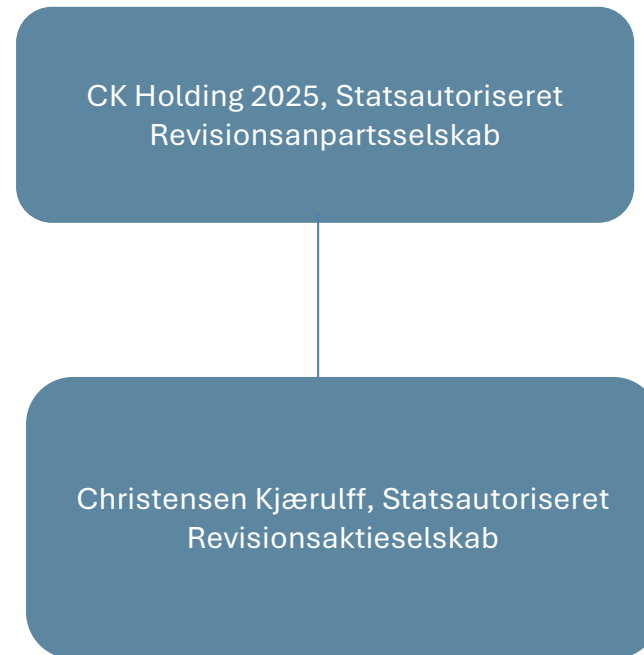 CK Holding 2025, Statsautoriseret
Revisionsanpartsselskab
Christensen Kjærulff, Statsautoriseret
Revisionsaktieselskab